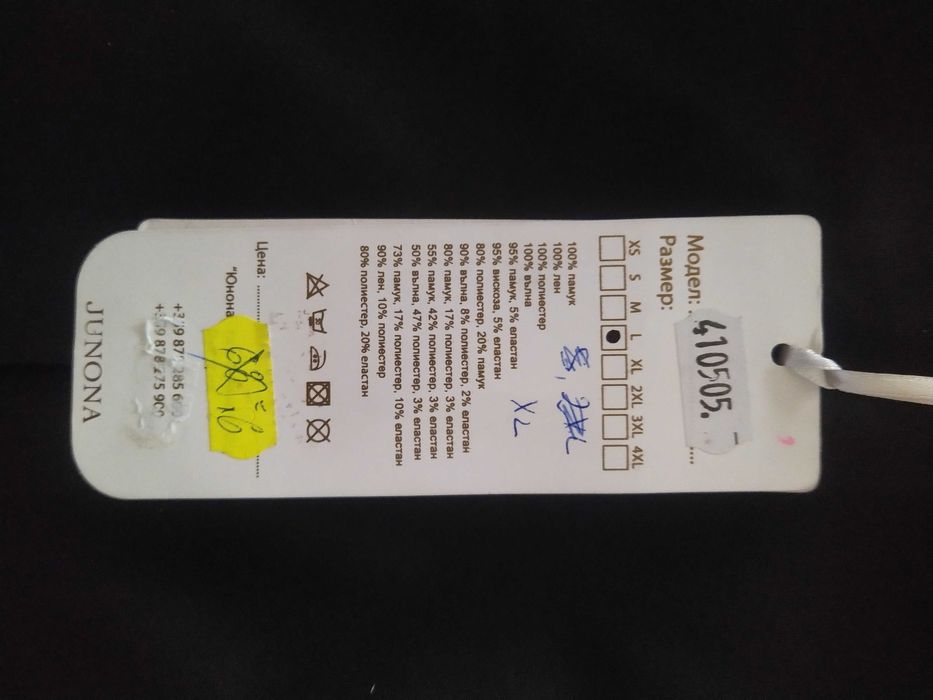 Модел:
410505.
Размер:
XS S M L XL 2XL 3XL 4XL
100% памук
100% лен
100% полиестер
100% вълна
95% памук, 5% еластан
95% вискоза, 5% еластан
80% полиестер, 20% памук
90% вълна, 8% полиестер, 2% еластан
80% памук, 17% полиестер, 3% еластан
55% памук, 42% полиестер, 3% еластан
50% вълна, 47% полиестер, 3% еластан
73% памук, 17% полиестер, 10% еластан
90% лен, 10% полиестер
80% полиестер, 20% еластан
XL
Цена:
"Юнона
JUNONA